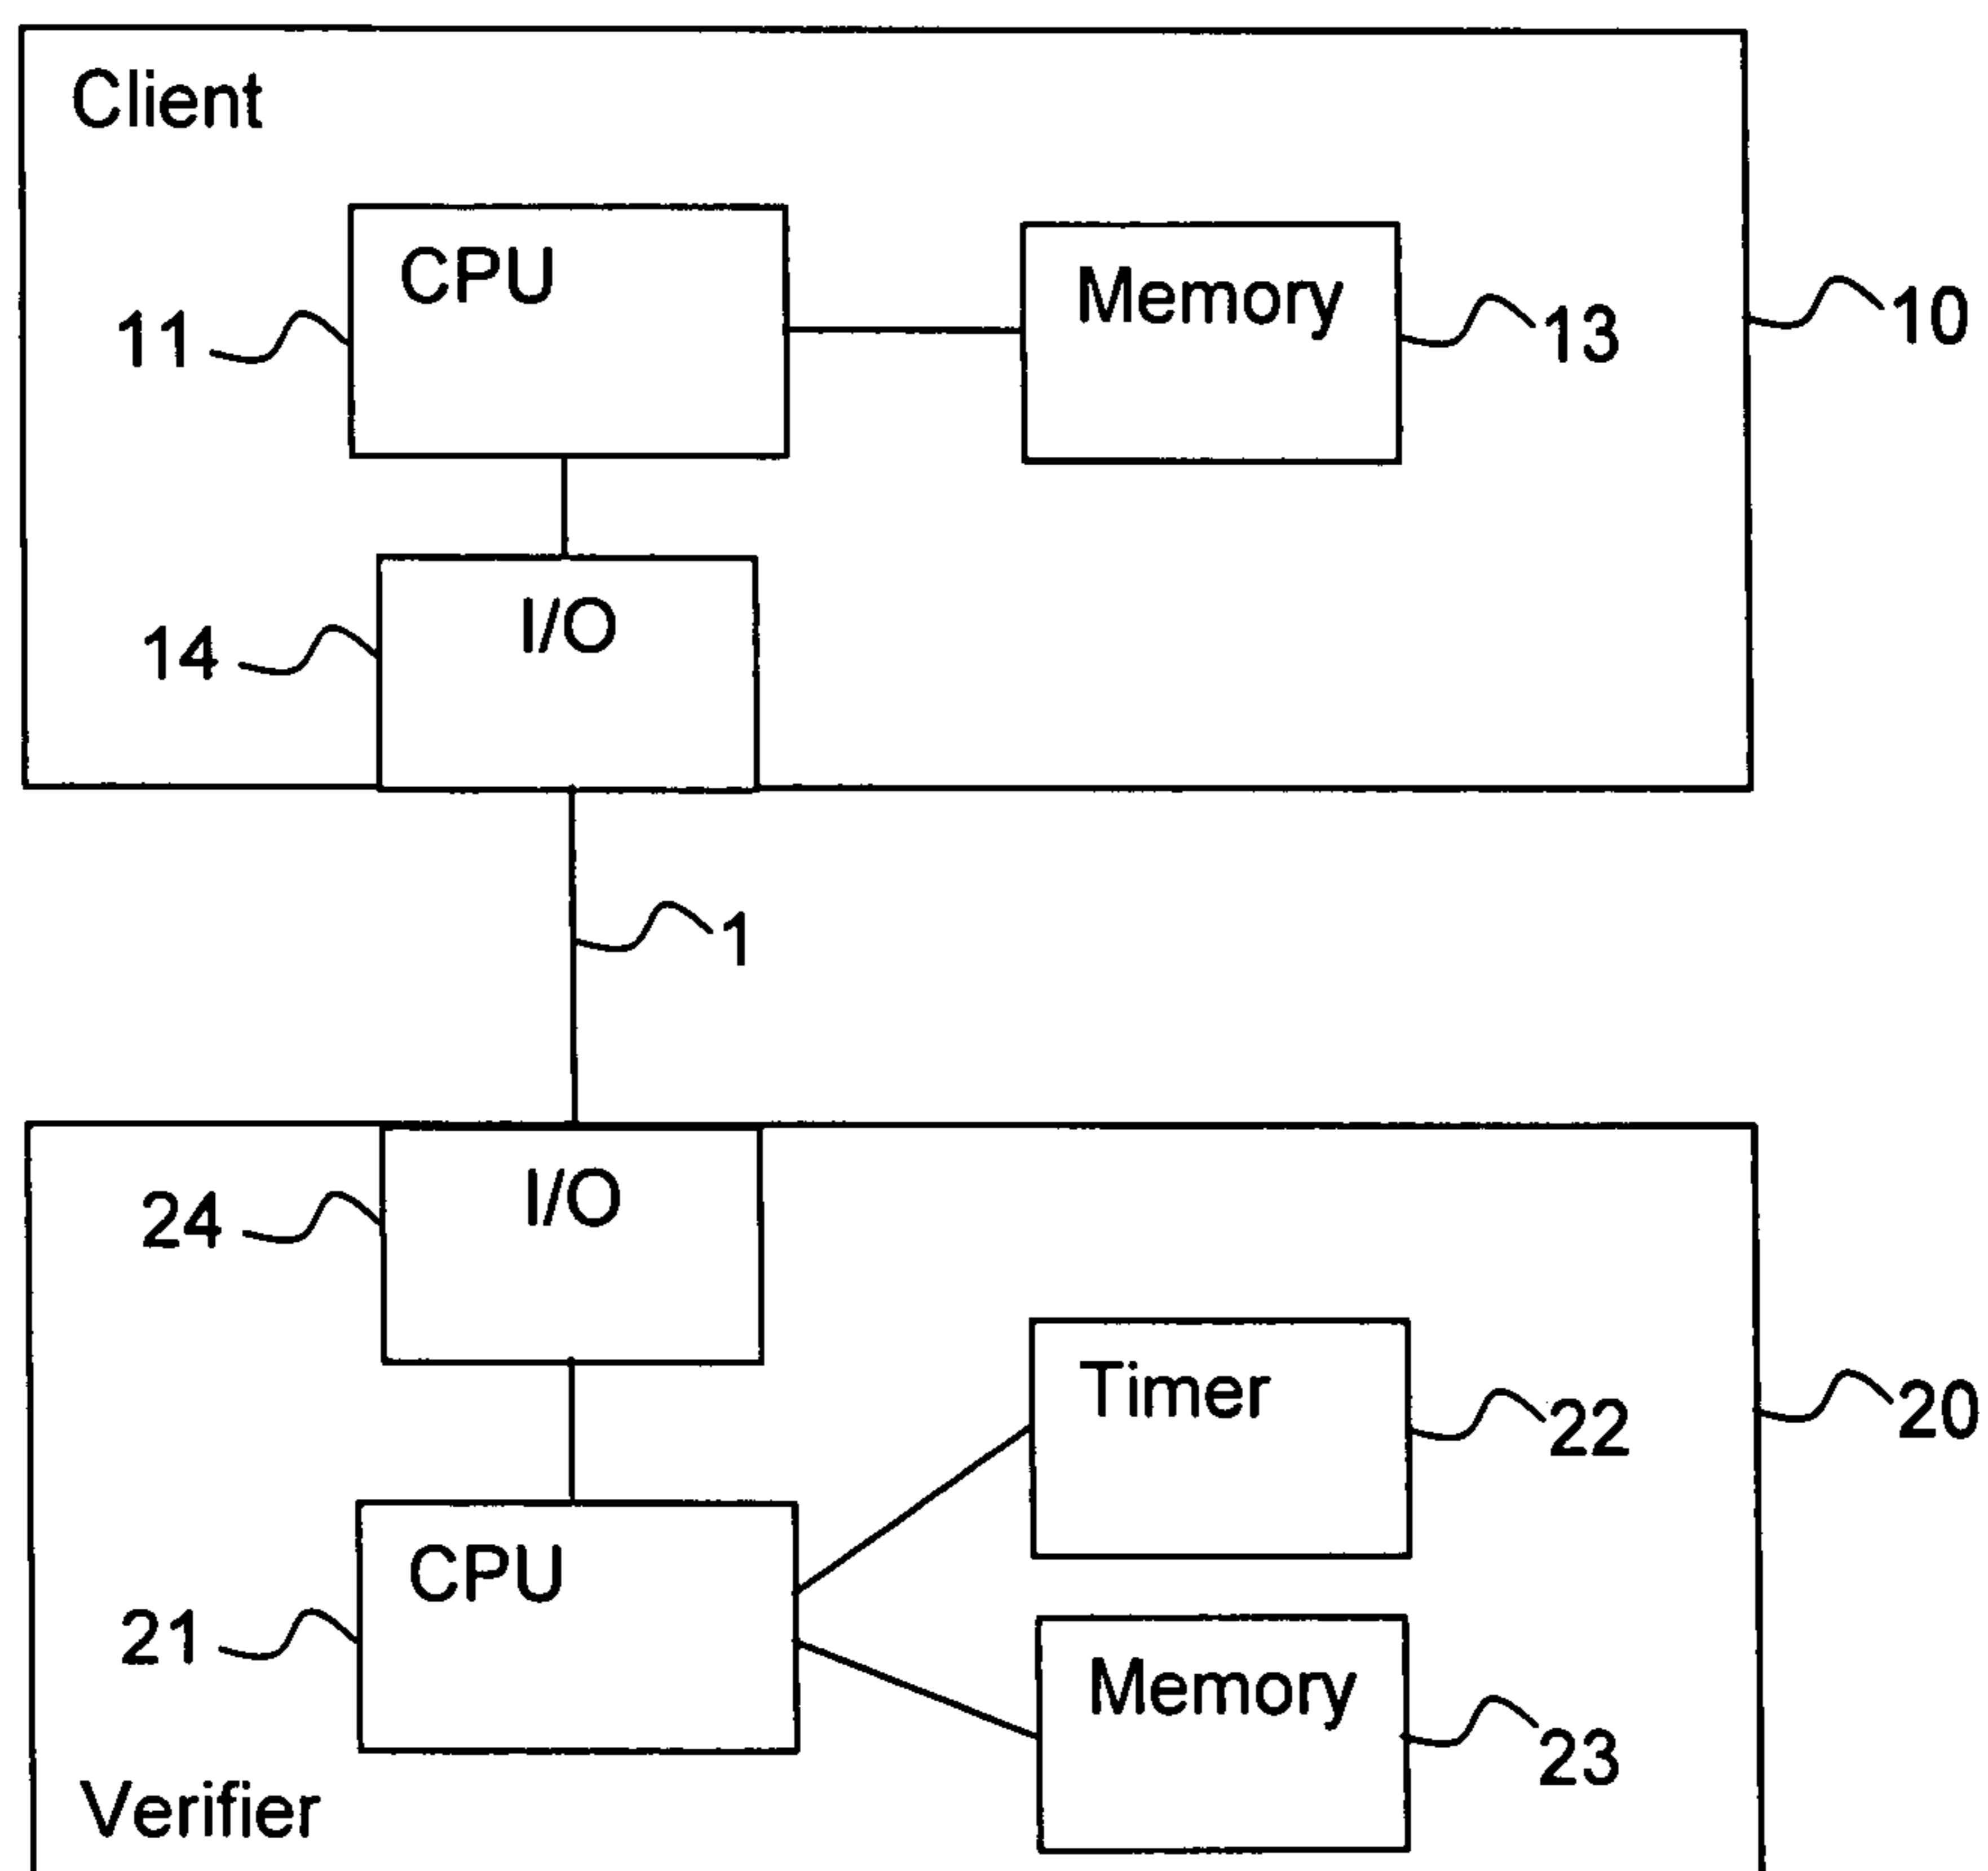 Client
CPU
Memory
11
13
10
I/O
14
1
I/O
24
Timer
22
20
CPU
21
Memory
23
Verifier